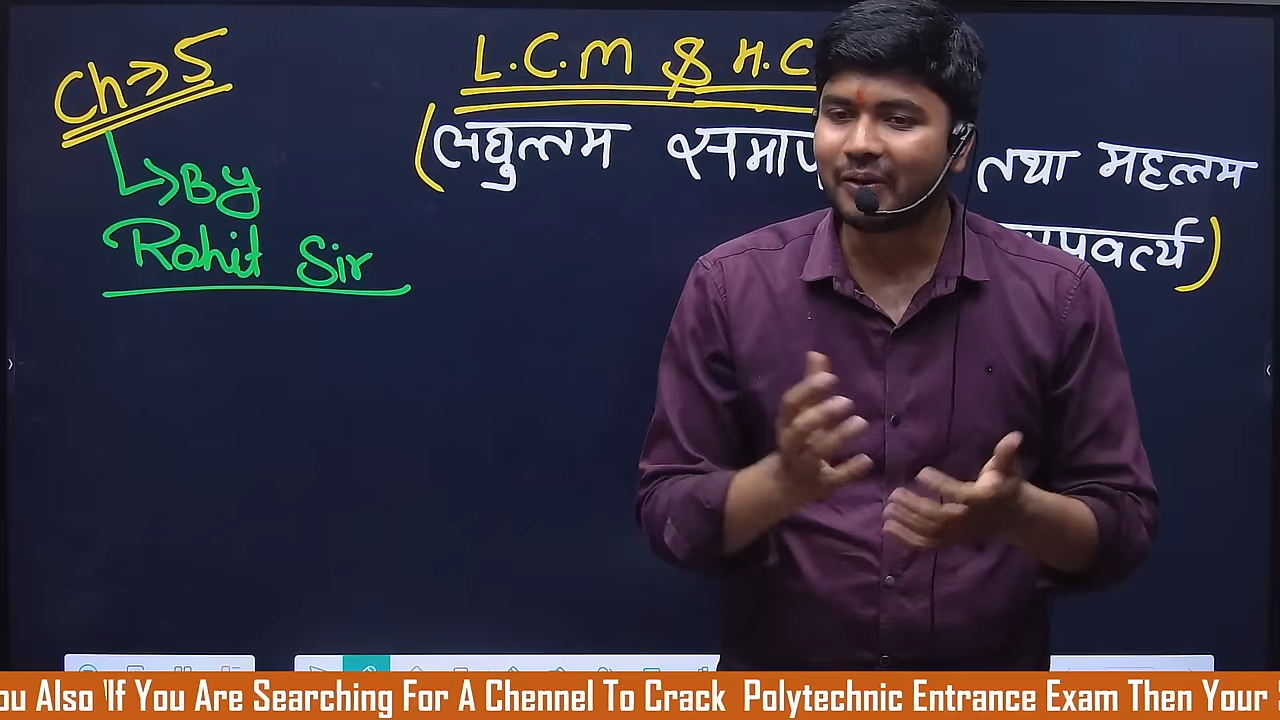 Ch→5
L.C.M & H.C
(लघुत्तम तथा महत्तम
→By
Rohit Sir
पवर्त्य)
ou Also 'If You Are Searching For A Chennel To Crack Polytechnic Entrance Exam Then Your